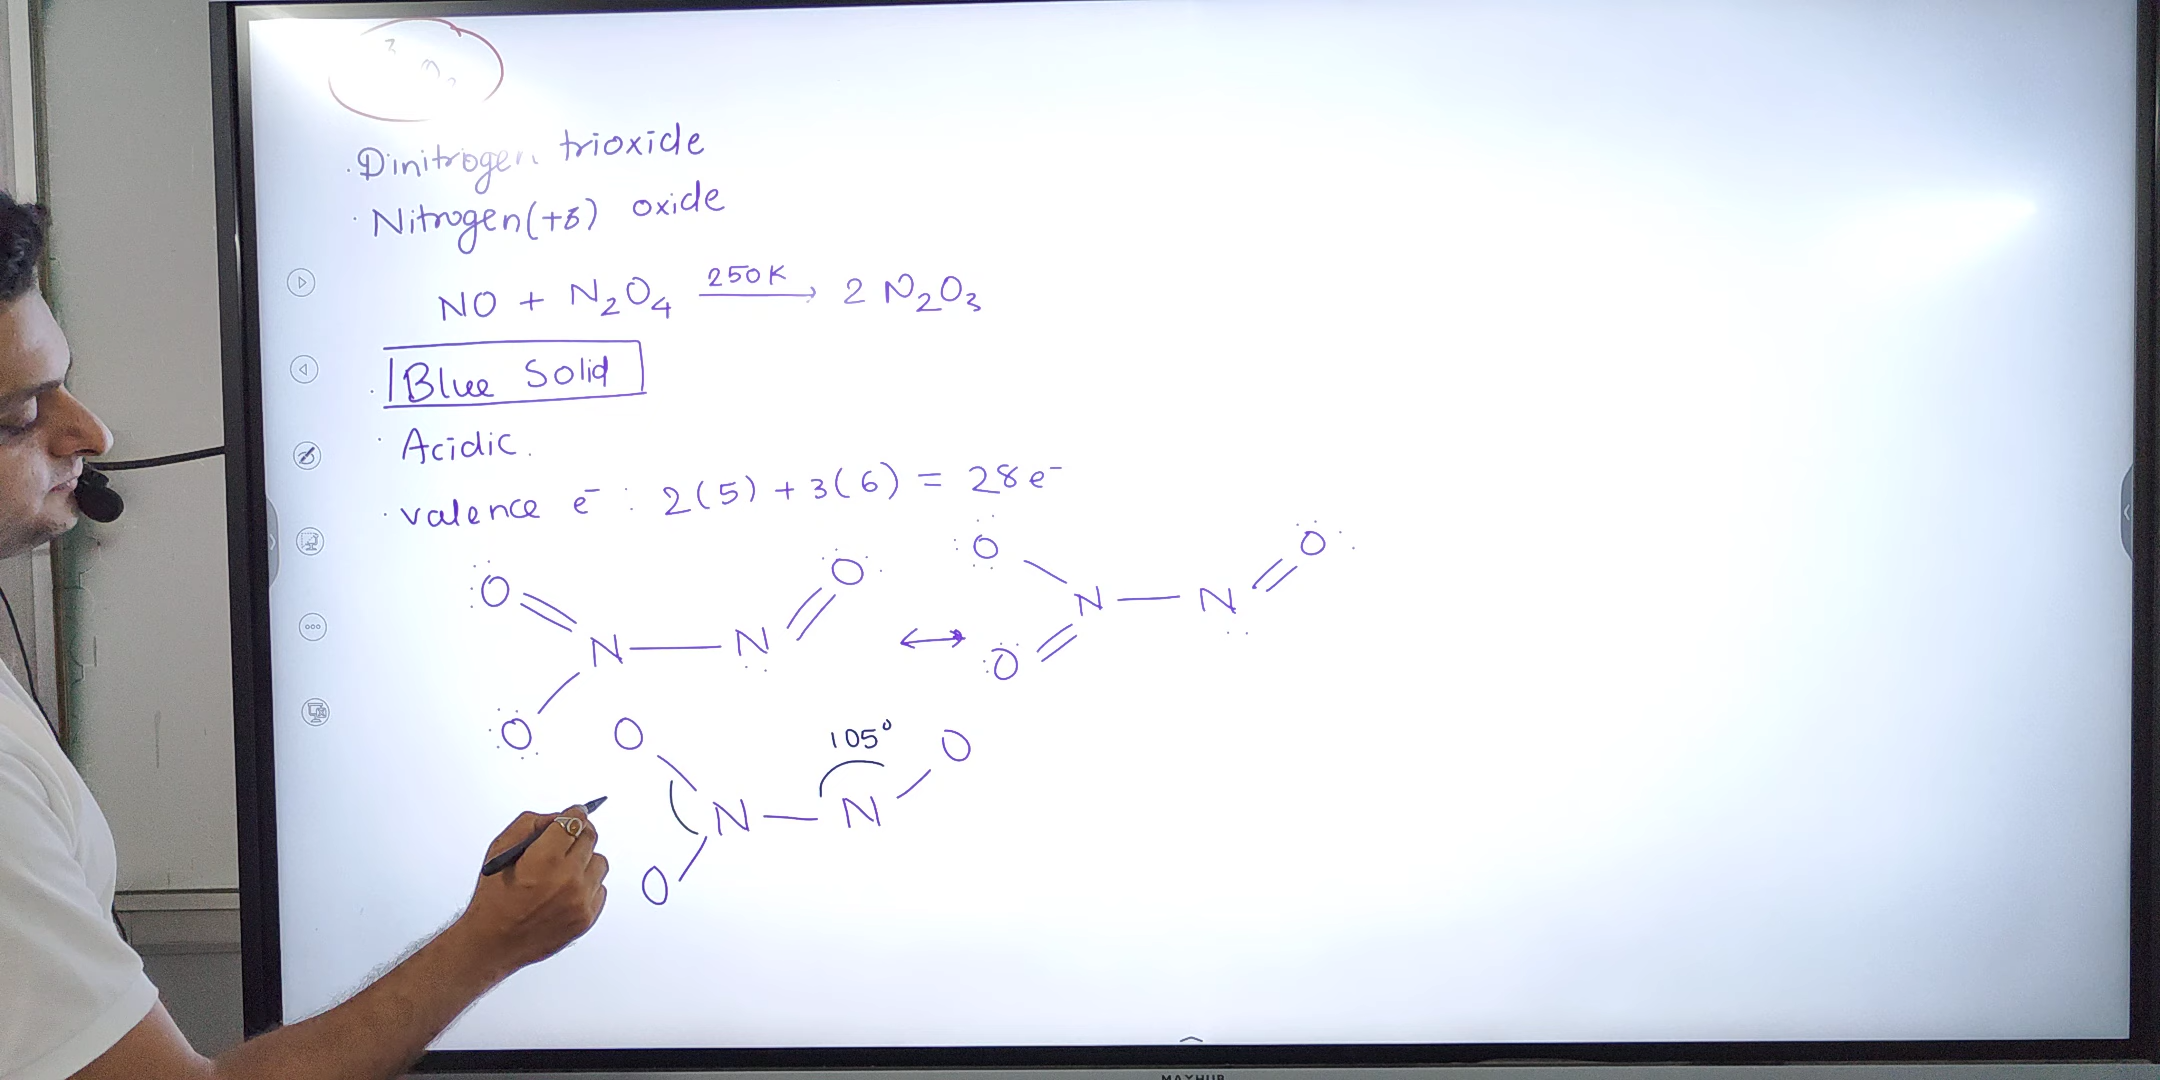 Dinitrogen trioxide
Nitrogen(+3) oxide
NO + N₂O₄ 250K → 2 N₂O₃
Blue Solid
Acidic.
valence e⁻ : 2(5) + 3(6) = 28e⁻
O O O O
N N N N
O O
O 105° O
N N
O
MAXHUB